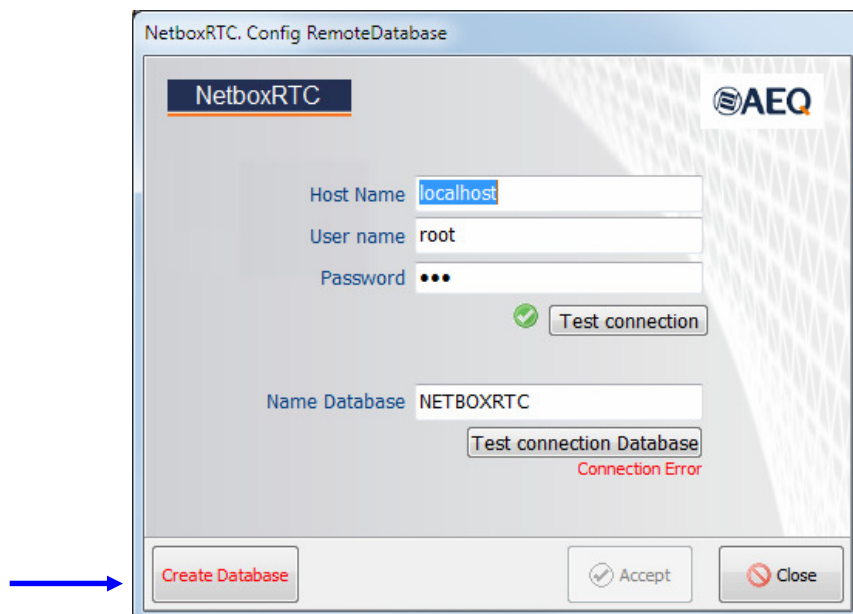 NetboxRTC. Config RemoteDatabase
NetboxRTC
AEQ
Host Name localhost
User name root
Password •••
Test connection
Name Database NETBOXRTC
Test connection Database
Connection Error
Create Database
Accept
Close